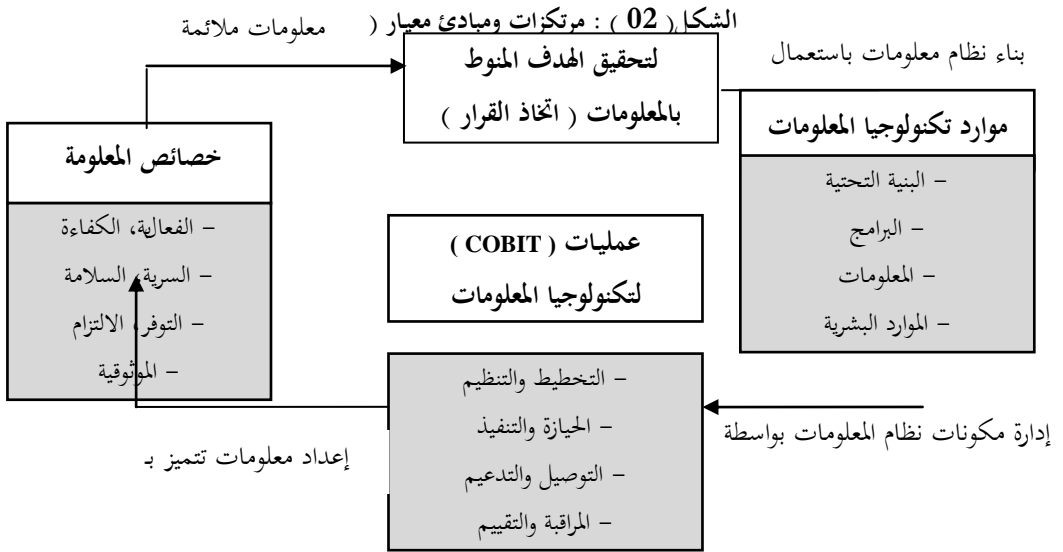 الشكل( 02 ) : مرتكزات ومبادئ معيار (
معلومات ملائمة
لتحقيق الهدف المنوط
بالمعلومات ( اتخاذ القرار )
بناء نظام معلومات باستعمال
موارد تكنولوجيا المعلومات
– البنية التحتية
– البرامج
– المعلومات
– الموارد البشرية
خصائص المعلومة
– الفعالية، الكفاءة
– السرية، السلامة
– التوفر، الالتزام
– الموثوقية
عمليات ( COBIT )
لتكنولوجيا المعلومات
– التخطيط والتنظيم
– الحيازة والتنفيذ
– التوصيل والتدعيم
– المراقبة والتقييم
إدارة مكونات نظام المعلومات بواسطة
إعداد معلومات تتميز بـ